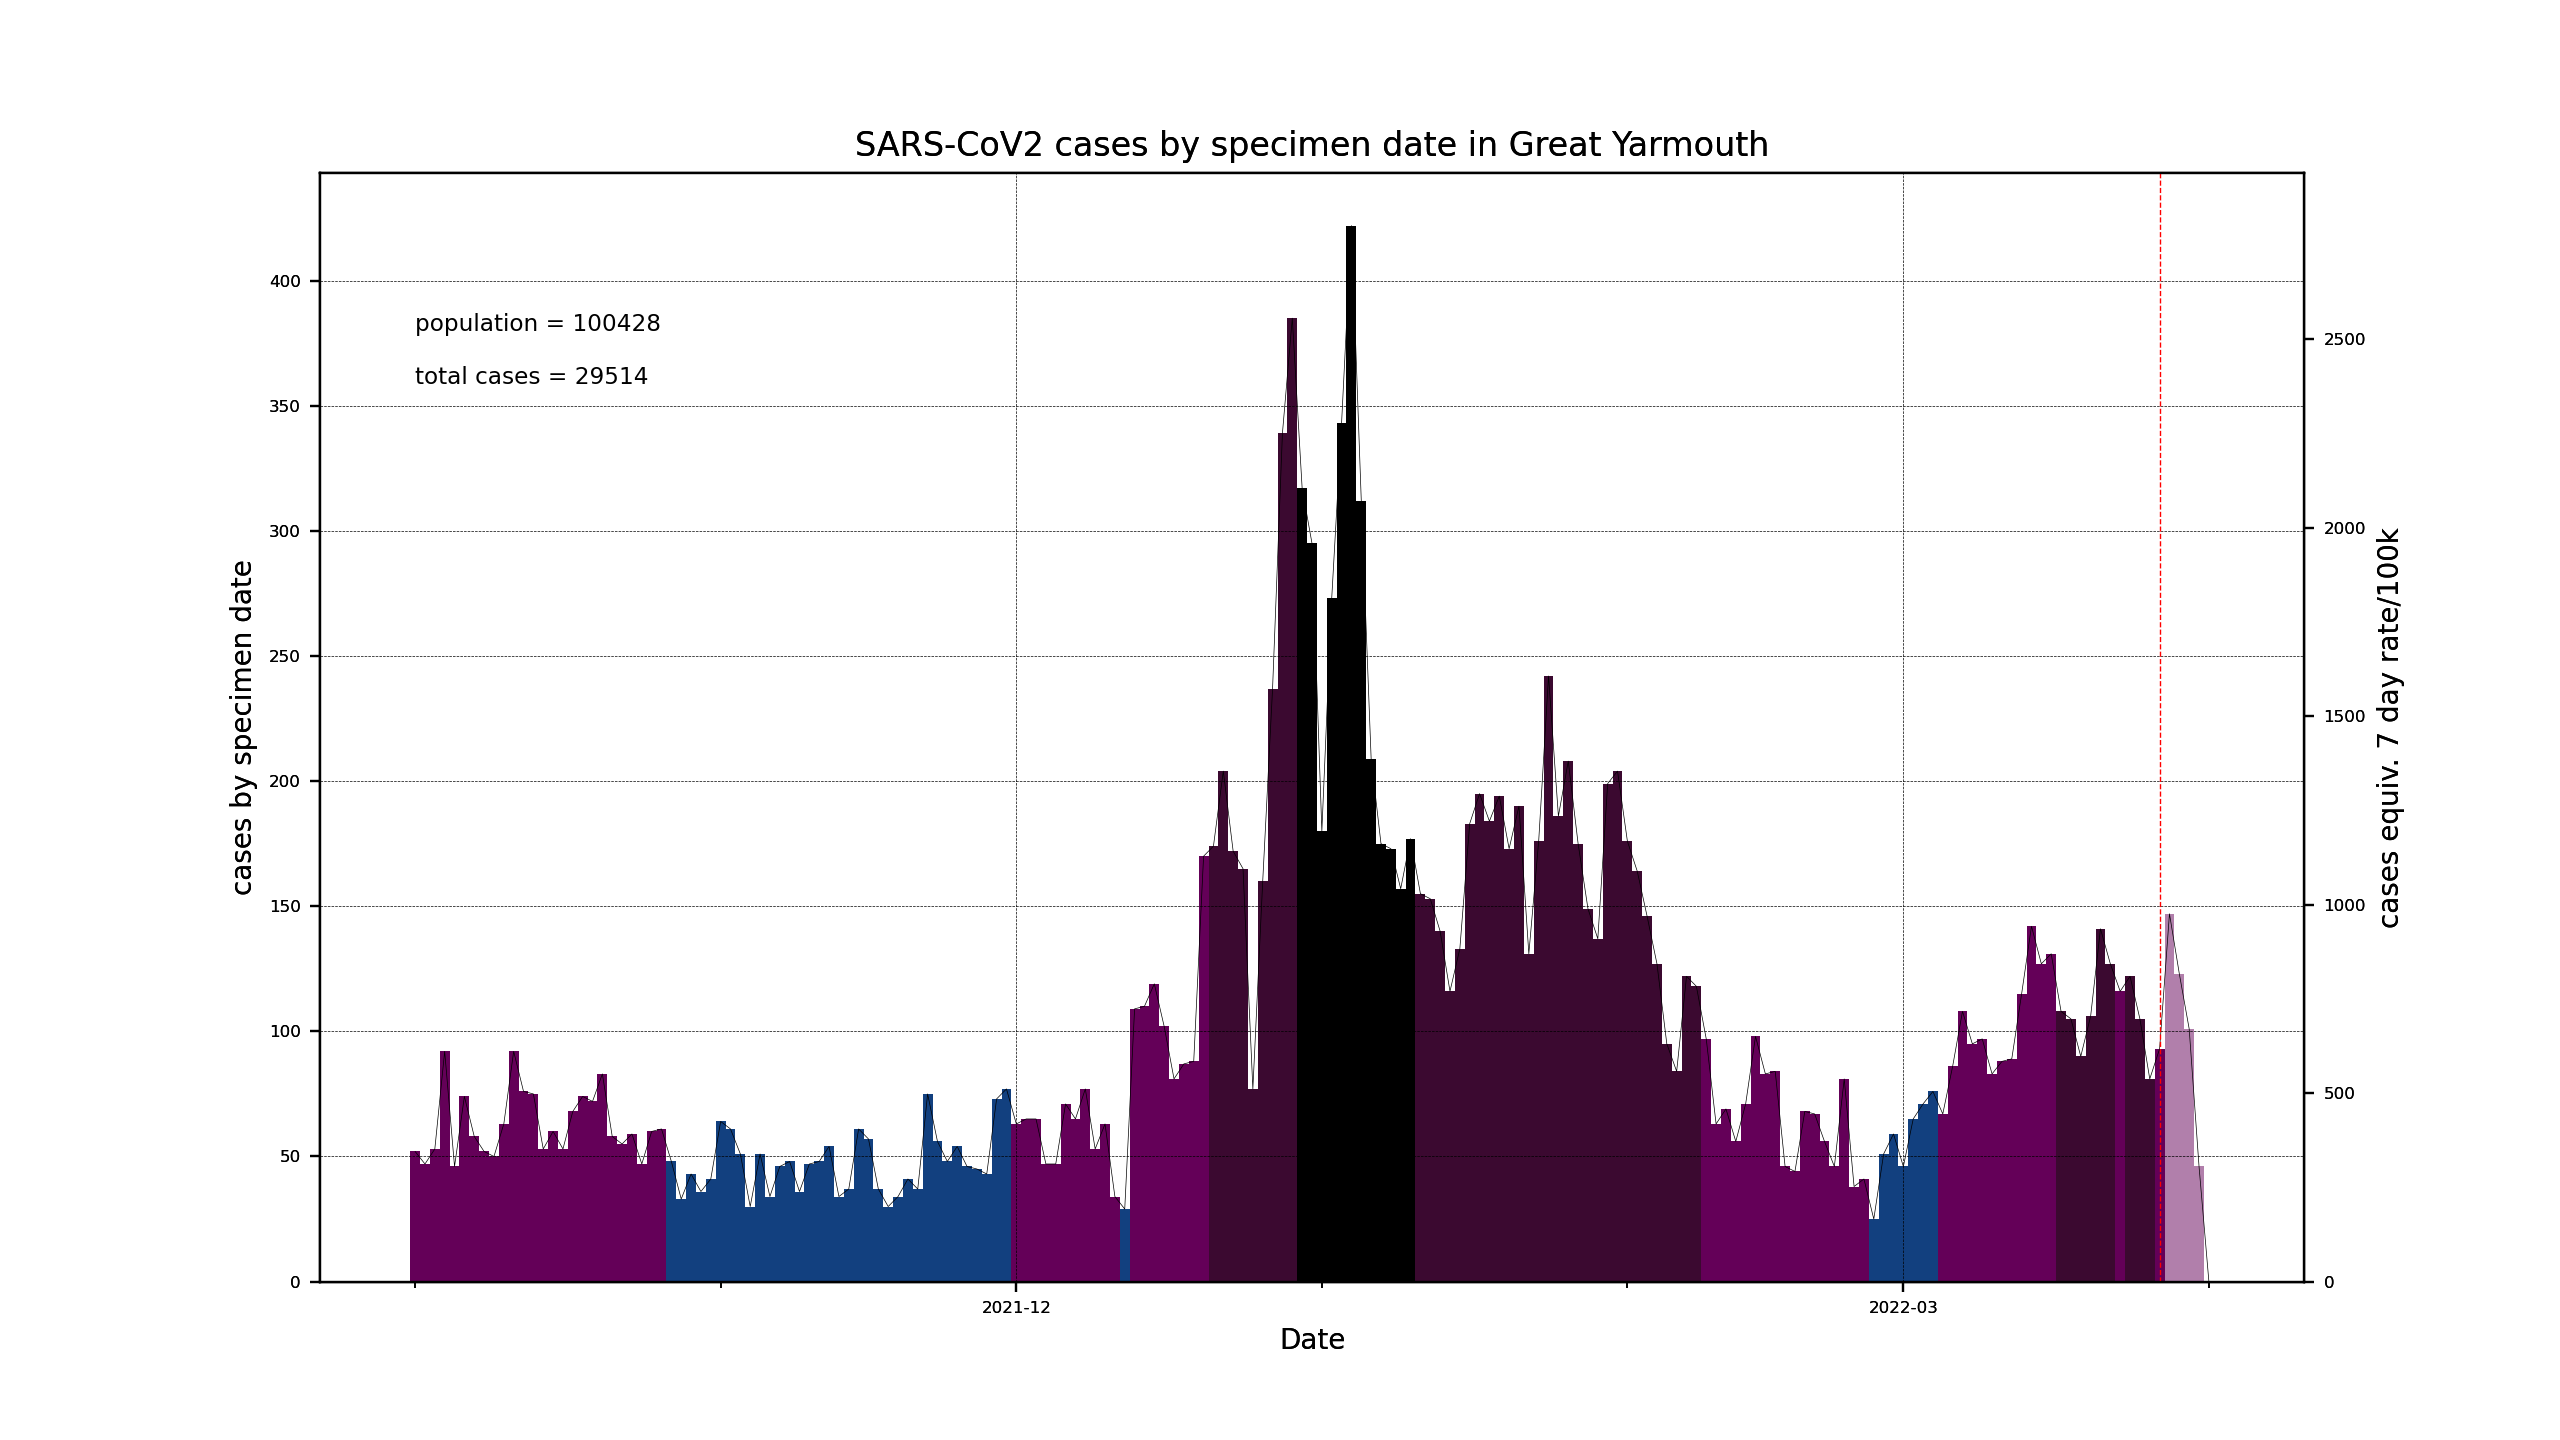 SARS-CoV2 cases by specimen date in Great Yarmouth
population = 100428
total cases = 29514
cases by specimen date
400
350
300
250
200
150
100
50
0
2500
2000
1500
1000
500
0
cases equiv. 7 day rate/100k
2021-12
2022-03
Date